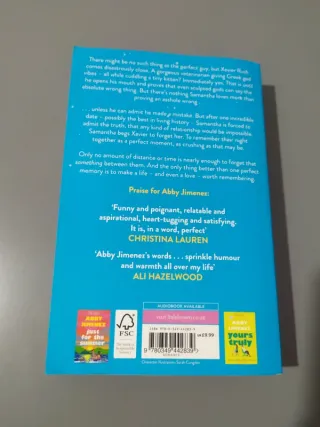 There might be no such thing as the perfect guy, but Xavier Rush
comes disastrously close. A gorgeous veterinarian giving Greek god
vibes – all while cuddling a tiny kitten? Immediately yes. That is until
he opens his mouth and proves that even sculpted gods can say the
absolute wrong thing. But there's nothing Samantha loves more than
proving an asshole wrong.
. . . unless he can admit he made a mistake. But after one incredible
date – possibly the best in living history – Samantha is forced to
admit the truth, that any kind of relationship would be impossible.
Samantha begs Xavier to forget her. To remember their night
together as a perfect moment, as crushing as that may be.
Only no amount of distance or time is nearly enough to forget that
something between them. And the only thing better than one perfect
memory is to make a life – and even a love – worth remembering.
Praise for Abby Jimenez:
'Funny and poignant, relatable and
aspirational, heart-tugging and satisfying.
It is, in a word, perfect'
CHRISTINA LAUREN
'Abby Jimenez's words . . . sprinkle humour
and warmth all over my life'
ALI HAZELWOOD
AUDIOBOOK AVAILABLE
ABBY
JIMENEZ
just for
the
summer
FSC
9 780349 442839
ABBY
JIMENEZ
yours
truly